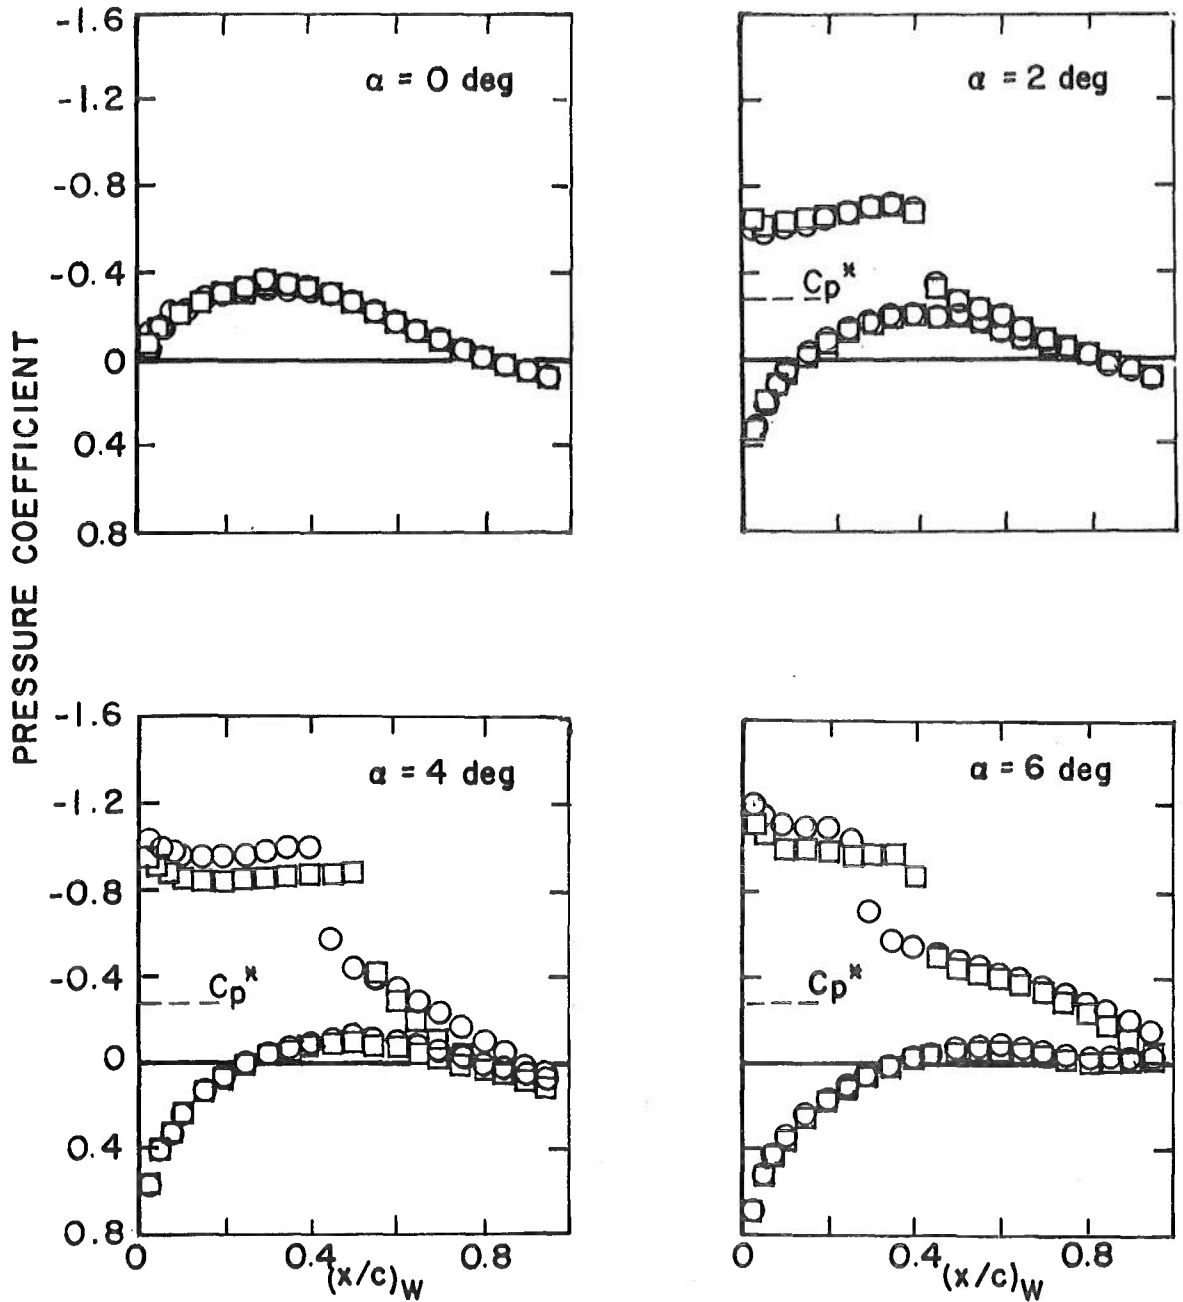 PRESSURE COEFFICIENT
-1.6
-1.2
-0.8
-0.4
0
0.4
0.8
α = 0 deg
α = 2 deg
Cp*
-1.6
-1.2
-0.8
-0.4
0
0.4
0.8
α = 4 deg
Cp*
0 0.4 0.8
(x/c)W
α = 6 deg
Cp*
0 0.4 0.8
(x/c)W